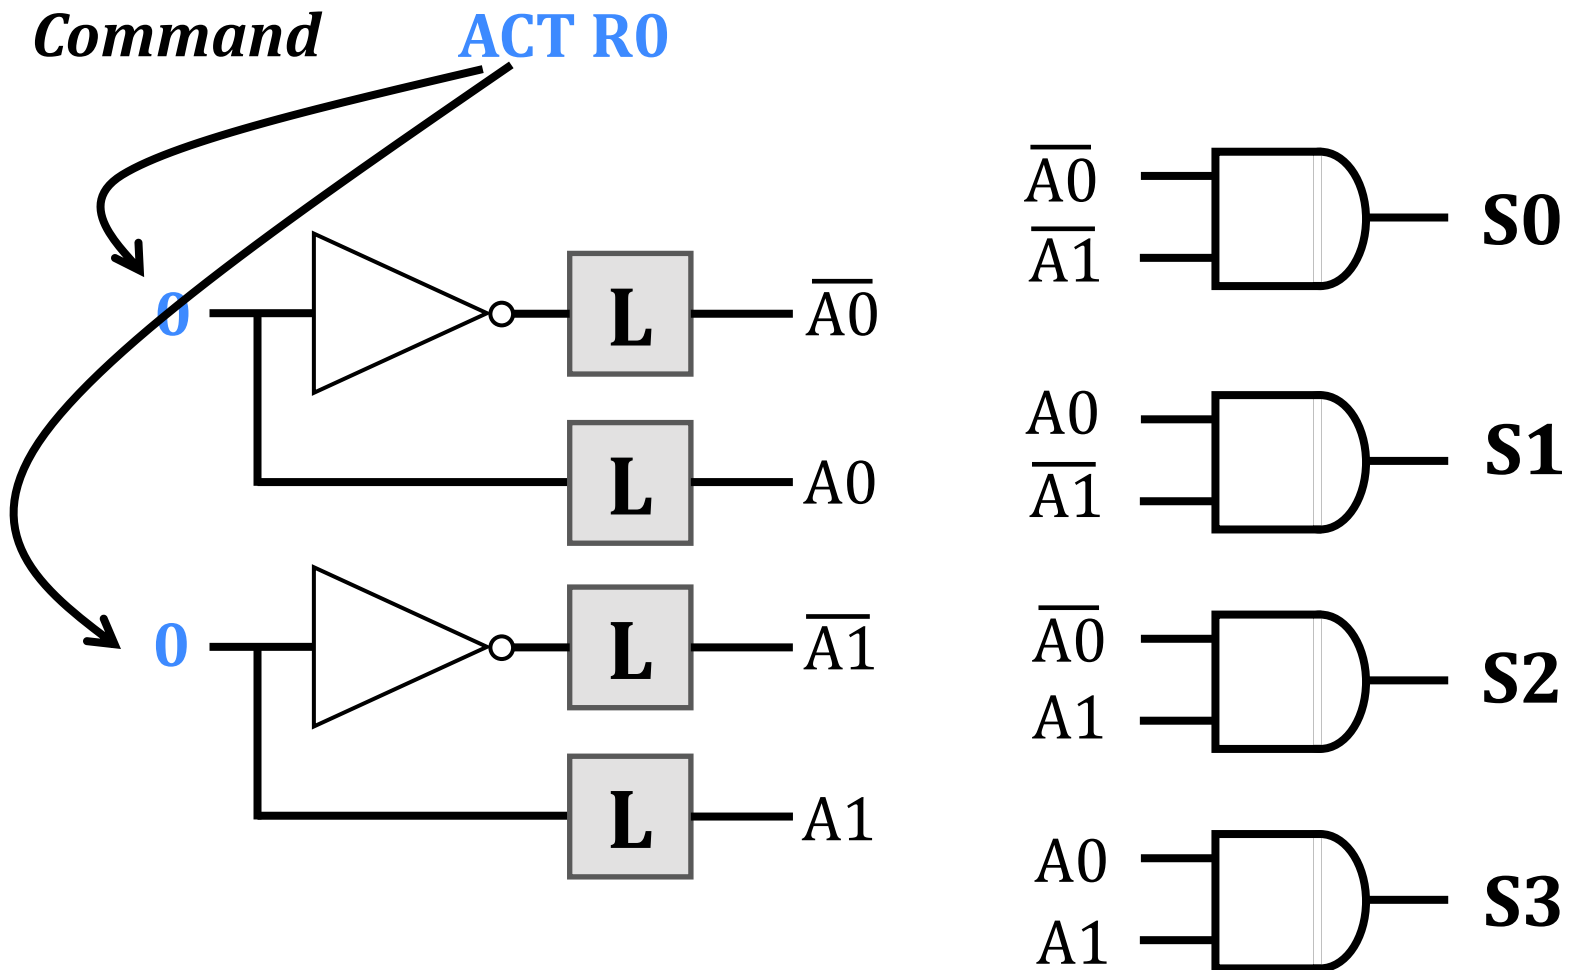 Command ACT R0
0
L
A̅0̅
L
A0
0
L
A̅1̅
L
A1
A̅0̅
A̅1̅
S0
A0
A̅1̅
S1
A̅0̅
A1
S2
A0
A1
S3